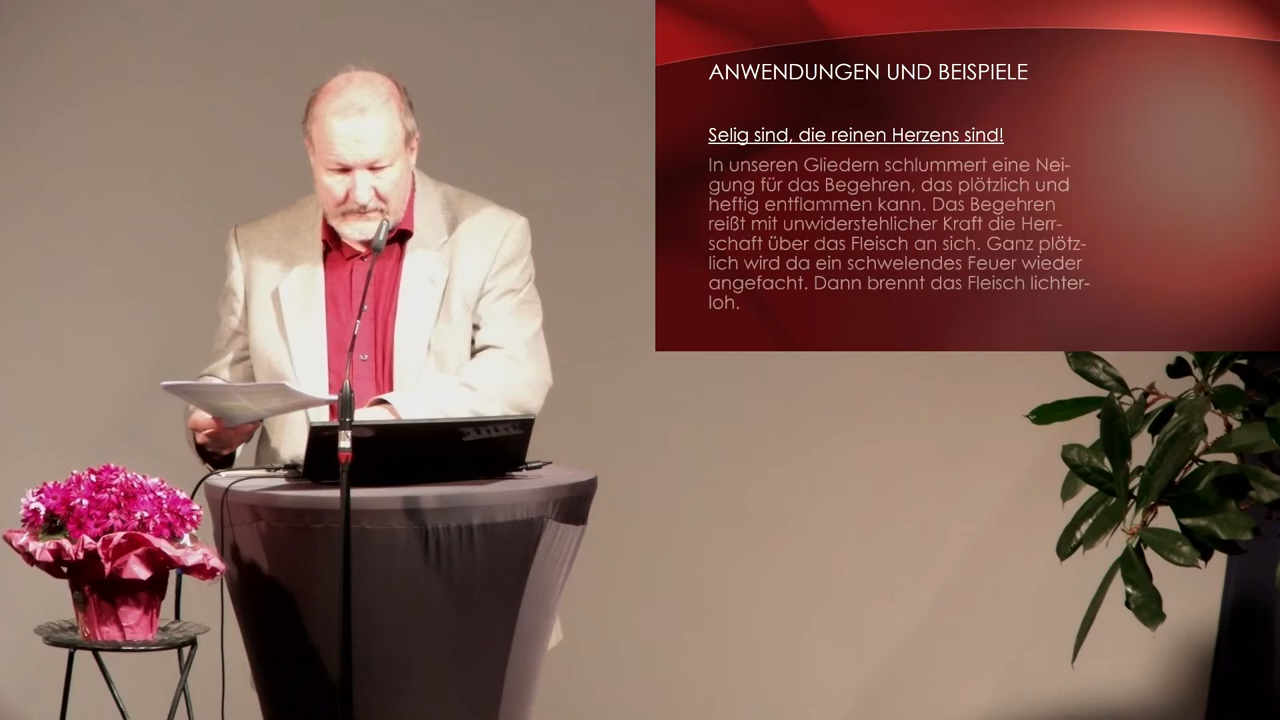 ANWENDUNGEN UND BEISPIELE
Selig sind, die reinen Herzens sind!
In unseren Gliedern schlummert eine Nei-
gung für das Begehren, das plötzlich und
heftig entflammen kann. Das Begehren
reißt mit unwiderstehlicher Kraft die Herr-
schaft über das Fleisch an sich. Ganz plötz-
lich wird da ein schwelendes Feuer wieder
angefacht. Dann brennt das Fleisch lichter-
loh.